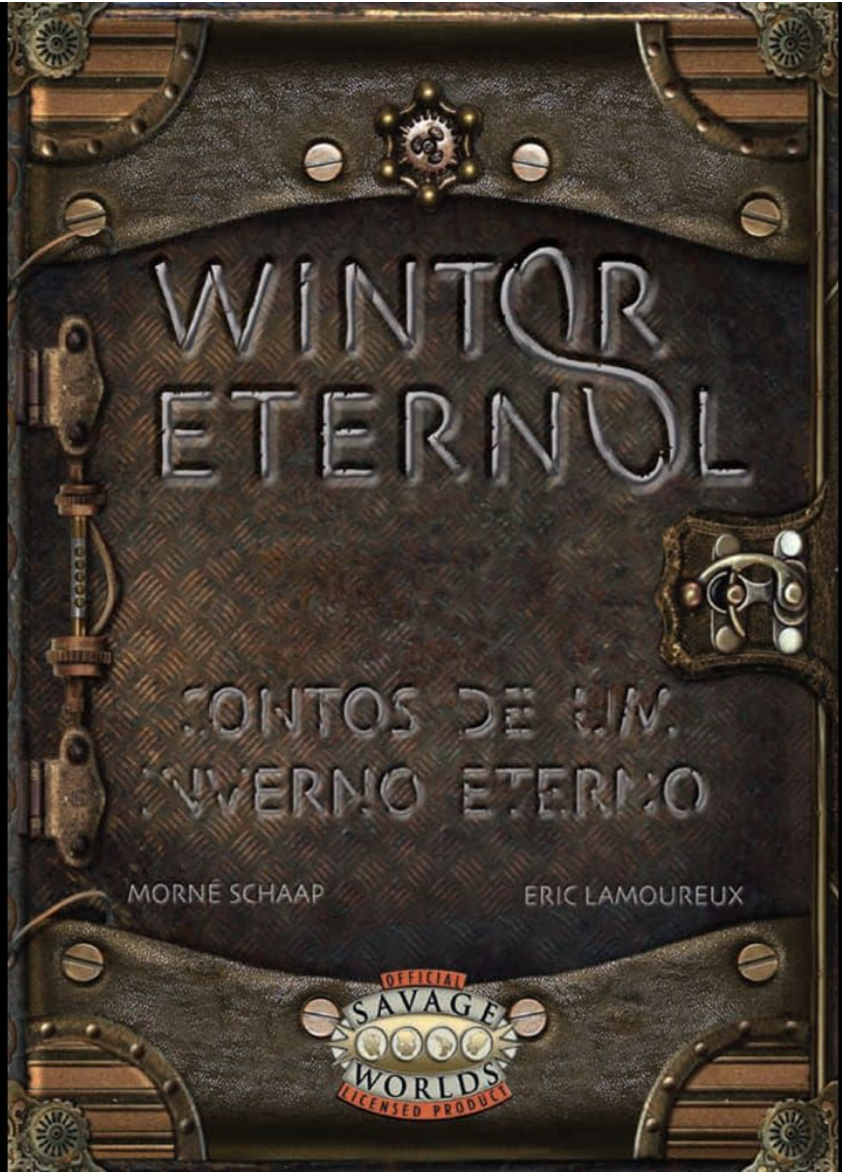 WINTER
ETERNAL
CONTOS DE UM
INVERNO ETERNO
MORNÉ SCHAAP
ERIC LAMOUREUX
OFFICIAL
SAVAGE
WORLDS
LICENSED PRODUCT